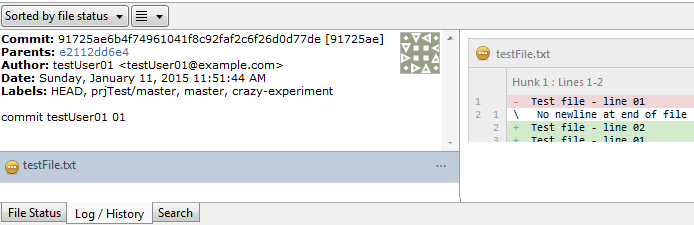 Sorted by file status
Commit: 91725ae6b4f74961041f8c92faf2c6f26d0d77de [91725ae]
Parents: e2112dd6e4
Author: testUser01 <testUser01@example.com>
Date: Sunday, January 11, 2015 11:51:44 AM
Labels: HEAD, prjTest/master, master, crazy-experiment
commit testUser01 01
testFile.txt
File Status
Log / History
Search
testFile.txt
Hunk 1 : Lines 1-2
1 - Test file - line 01
2 1 \ No newline at end of file
2 + Test file - line 02
3 + Test file - line 01